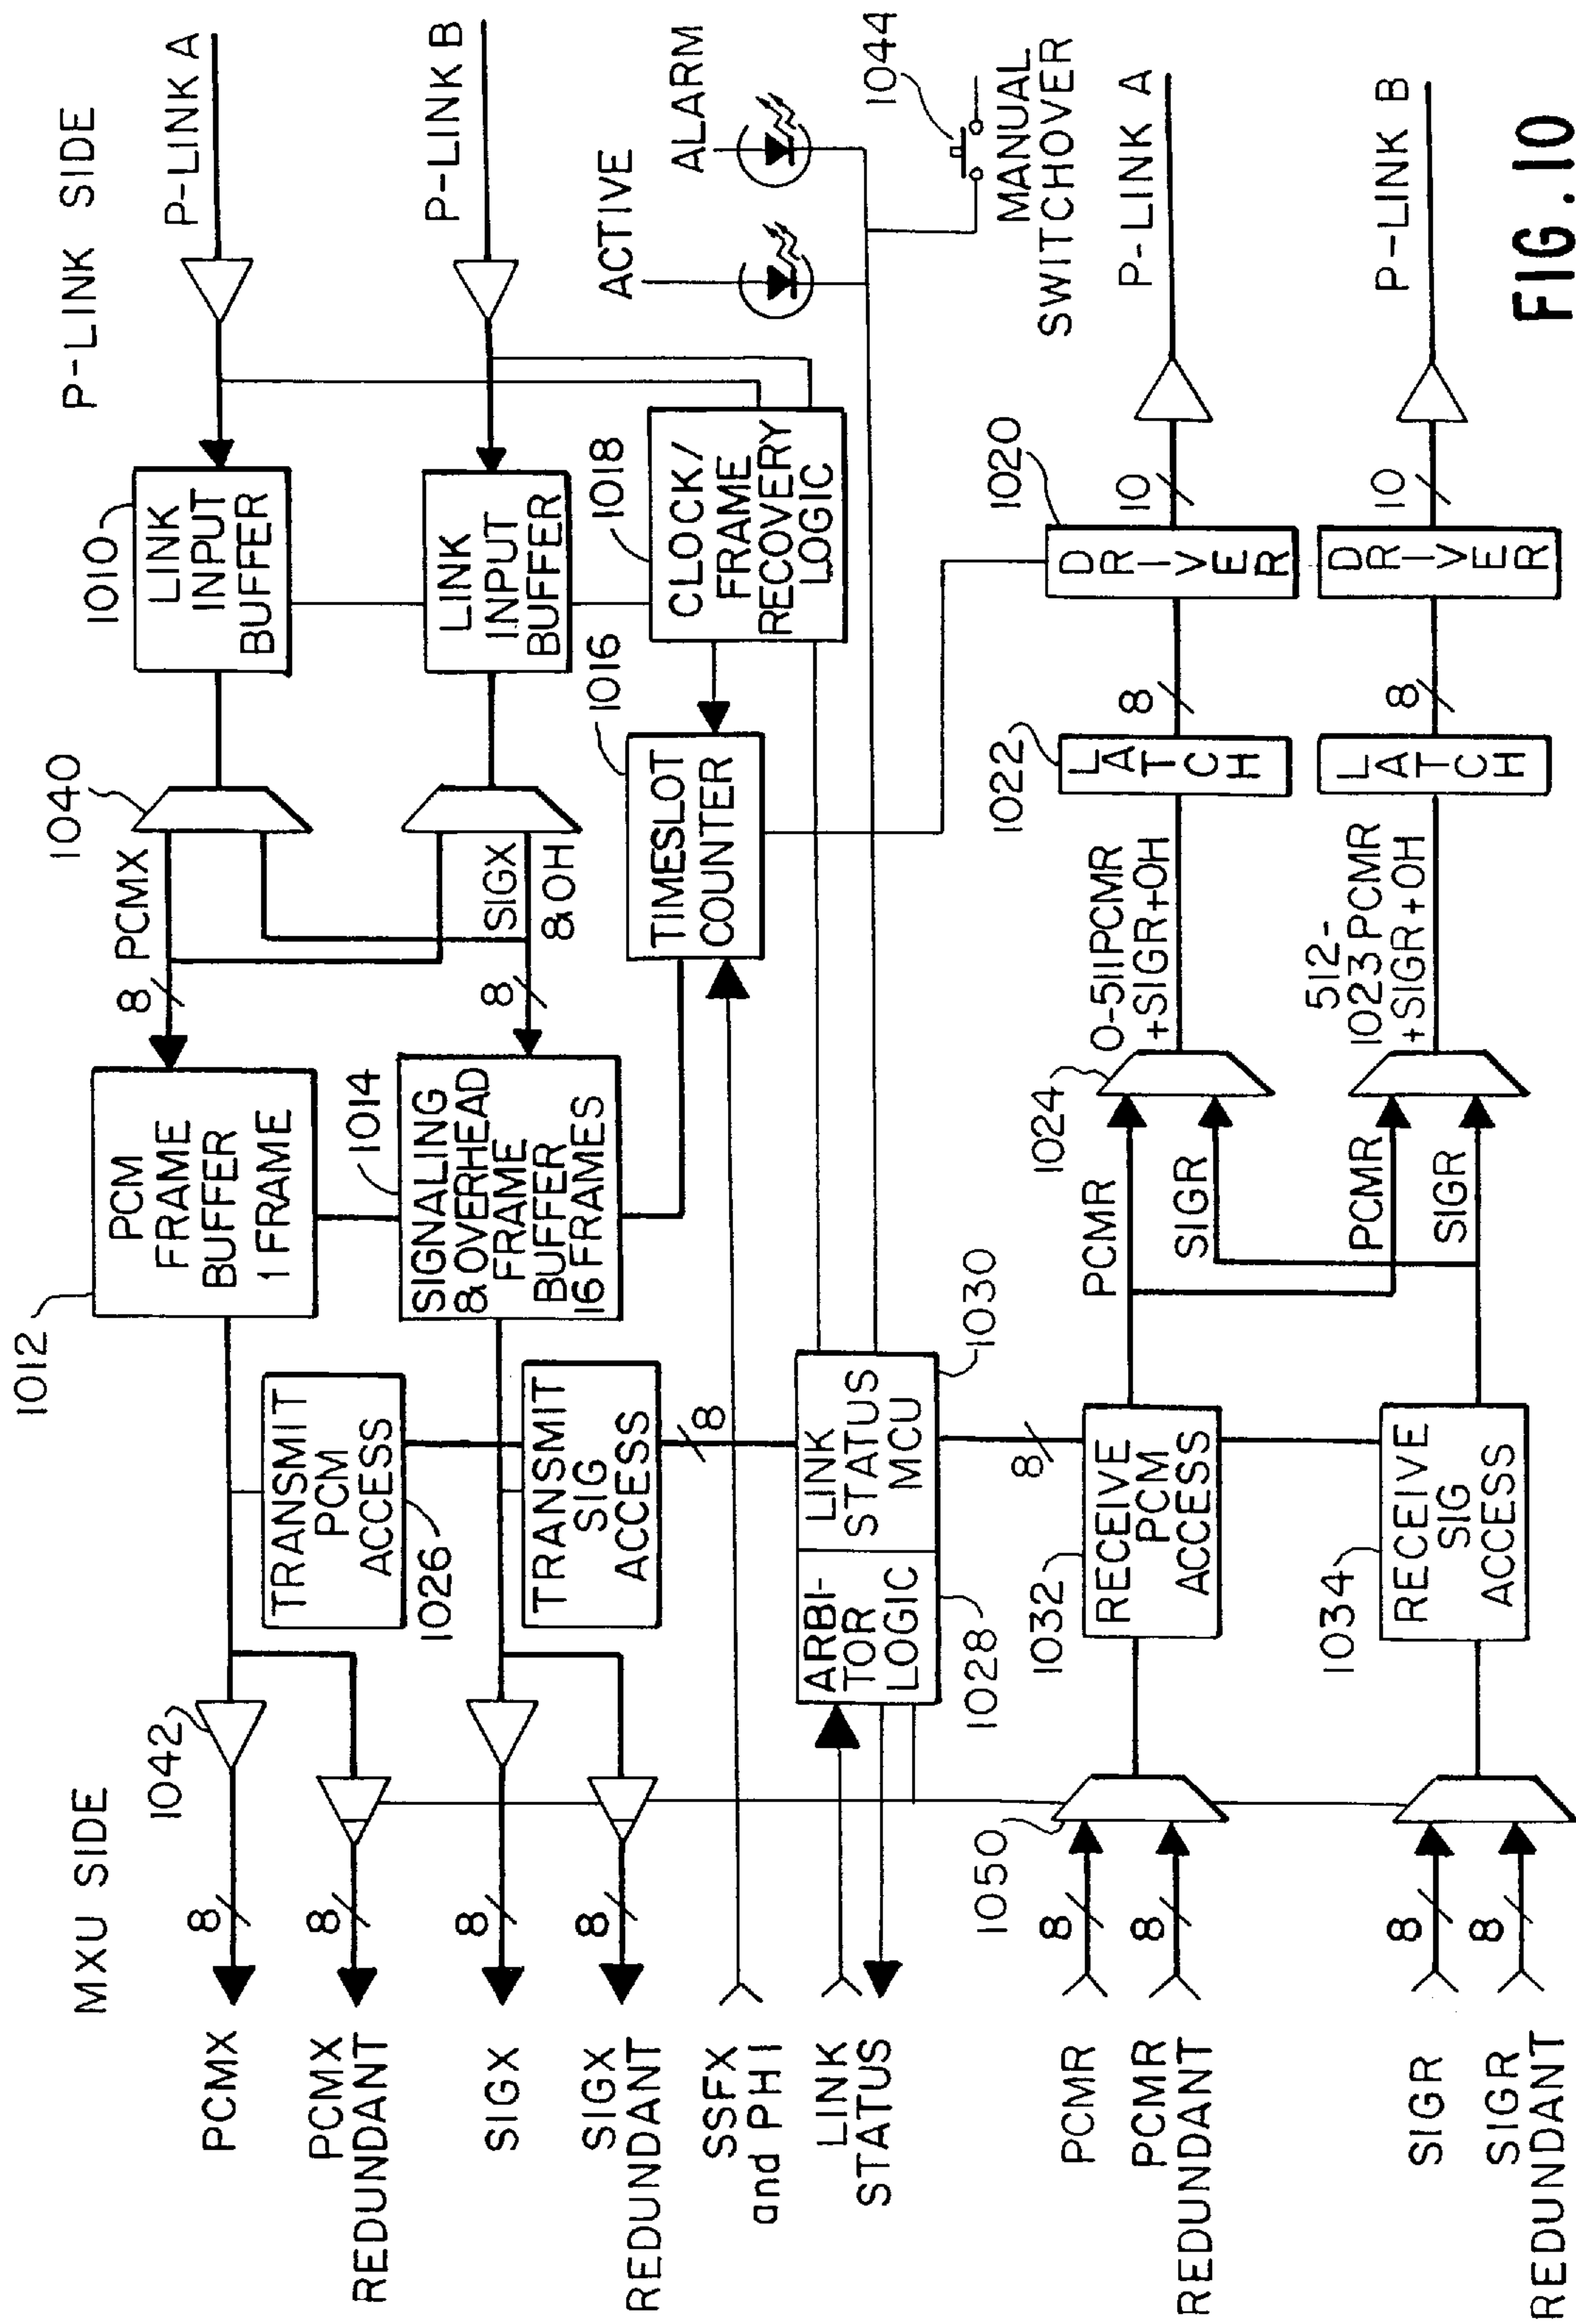 MXU SIDE
P-LINK SIDE
PCMX
8
1042
1012
PCM
FRAME
BUFFER
1 FRAME
8
PCMX
1040
1010
LINK
INPUT
BUFFER
P-LINK A
PCMX
REDUNDANT
8
TRANSMIT
PCM
ACCESS
1026
SIGX
8
1014
SIGNALING
& OVERHEAD
FRAME
BUFFER
16 FRAMES
8
SIGX
& OH
LINK
INPUT
BUFFER
P-LINK B
SIGX
REDUNDANT
8
TRANSMIT
SIG
ACCESS
8
SSFX
and PHI
TIMESLOT
COUNTER
1016
1018
CLOCK/
FRAME
RECOVERY
LOGIC
ACTIVE
ALARM
LINK
STATUS
ARBI-
TOR
LOGIC
1028
LINK
STATUS
MCU
1030
1044
MANUAL
SWITCHOVER
PCMR
8
PCMR
REDUNDANT
8
1050
1032
RECEIVE
PCM
ACCESS
8
PCMR
SIGR
1024
0-511PCMR
+SIGR+OH
1022
LATCH
8
1020
DRIVER
10
P-LINK A
SIGR
8
SIGR
REDUNDANT
8
1034
RECEIVE
SIG
ACCESS
PCMR
SIGR
512-
1023PCMR
+SIGR+OH
LATCH
8
DRIVER
10
P-LINK B
FIG.10